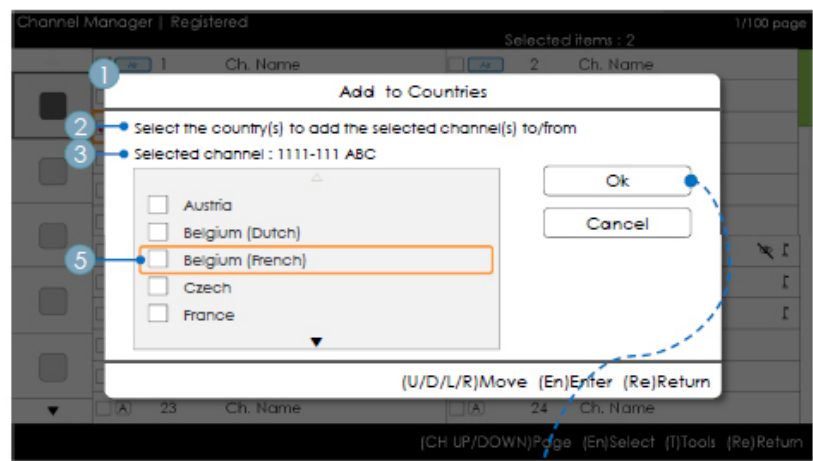 Channel Manager | Registered
1/100 page
Selected items : 2
Air 1 Ch. Name Air 2 Ch. Name
1
Add to Countries
2 Select the country(s) to add the selected channel(s) to/from
3 Selected channel : 1111-111 ABC
Ok
Austria
Cancel
Belgium (Dutch)
5 Belgium (French)
Czech
France
(U/D/L/R)Move (En)Enter (Re)Return
A 23 Ch. Name A 24 Ch. Name
(CH UP/DOWN)Page (En)Select (T)Tools (Re)Return